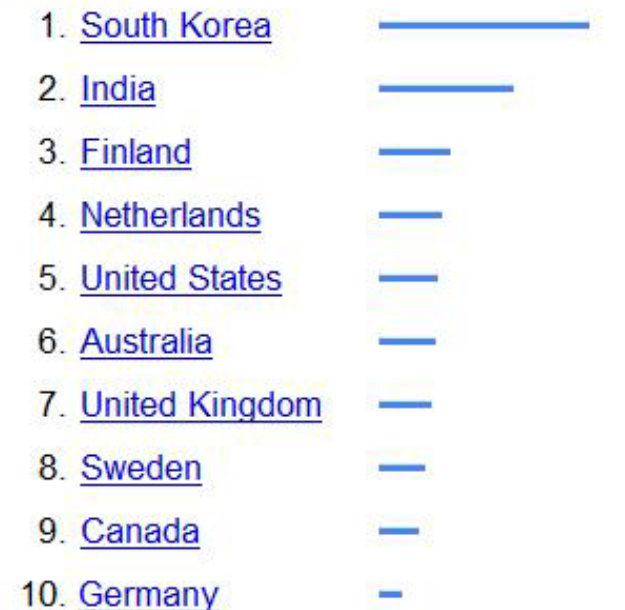 1. South Korea
2. India
3. Finland
4. Netherlands
5. United States
6. Australia
7. United Kingdom
8. Sweden
9. Canada
10. Germany